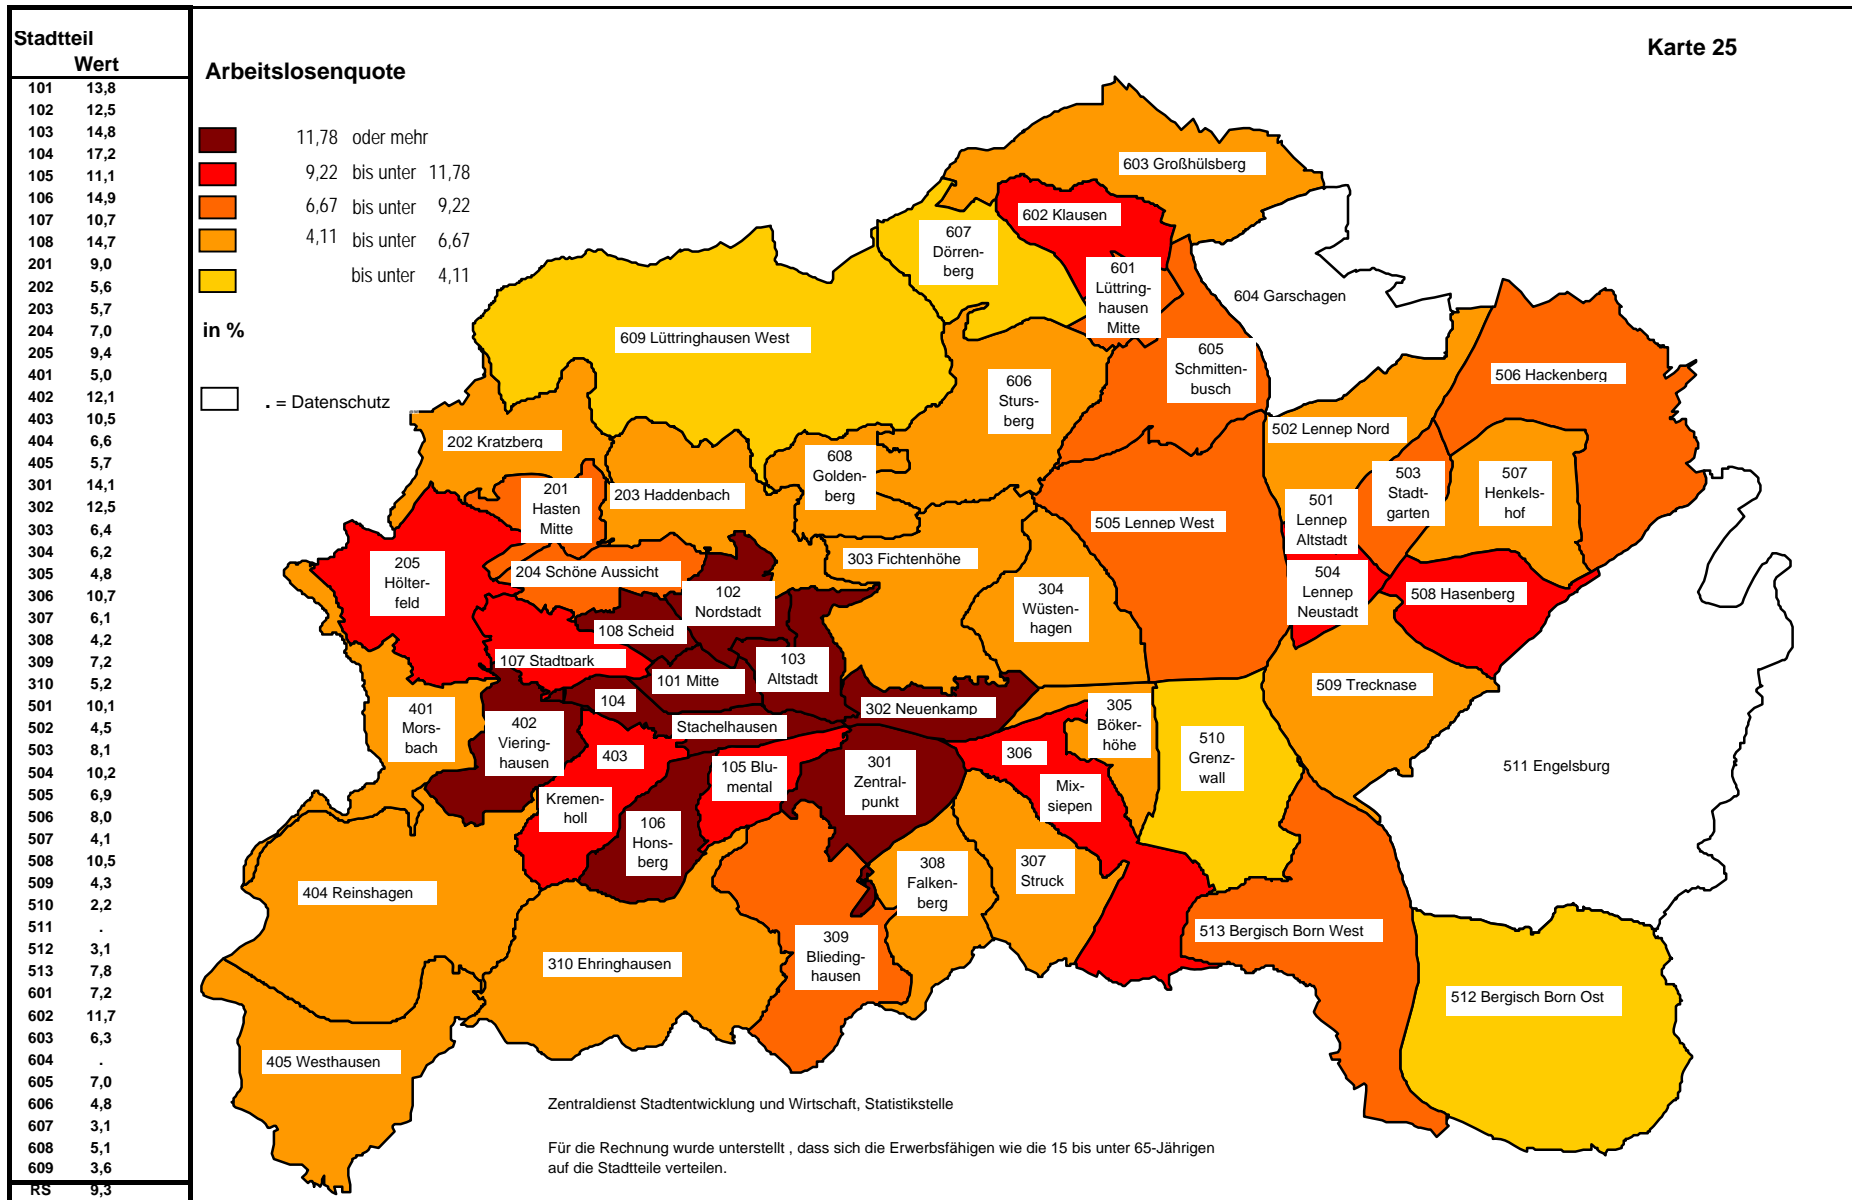 Stadtteil
Wert
101 13,8
102 12,5
103 14,8
104 17,2
105 11,1
106 14,9
107 10,7
108 14,7
201 9,0
202 5,6
203 5,7
204 7,0
205 9,4
401 5,0
402 12,1
403 10,5
404 6,6
405 5,7
301 14,1
302 12,5
303 6,4
304 6,2
305 4,8
306 10,7
307 6,1
308 4,2
309 7,2
310 5,2
501 10,1
502 4,5
503 8,1
504 10,2
505 6,9
506 8,0
507 4,1
508 10,5
509 4,3
510 2,2
511 .
512 3,1
513 7,8
601 7,2
602 11,7
603 6,3
604 .
605 7,0
606 4,8
607 3,1
608 5,1
609 3,6
RS 9,3
Karte 25
Arbeitslosenquote
11,78 oder mehr
9,22 bis unter 11,78
6,67 bis unter 9,22
4,11 bis unter 6,67
bis unter 4,11
in %
. = Datenschutz
603 Großhülsberg
602 Klausen
607
Dörren-
berg
601
Lüttring-
hausen
Mitte
604 Garschagen
609 Lüttringhausen West
605
Schmitten-
busch
606
Sturs-
berg
506 Hackenberg
502 Lennep Nord
202 Kratzberg
608
Golden-
berg
503
Stadt-
garten
507
Henkels-
hof
201
Hasten
Mitte
203 Haddenbach
501
Lennep
Altstadt
505 Lennep West
303 Fichtenhöhe
205
Hölter-
feld
204 Schöne Aussicht
102
Nordstadt
304
Wüsten-
hagen
504
Lennep
Neustadt
508 Hasenberg
108 Scheid
107 Stadtpark
103
Altstadt
101 Mitte
509 Trecknase
104
Stachelhausen
302 Neuenkamp
401
Mors-
bach
402
Viering-
hausen
305
Böker-
höhe
403
Kremen-
holl
105 Blu-
mental
301
Zentral-
punkt
306
Mix-
siepen
510
Grenz-
wall
511 Engelsburg
106
Hons-
berg
308
Falken-
berg
307
Struck
404 Reinshagen
309
Blieding-
hausen
513 Bergisch Born West
310 Ehringhausen
512 Bergisch Born Ost
405 Westhausen
Zentraldienst Stadtentwicklung und Wirtschaft, Statistikstelle
Für die Rechnung wurde unterstellt , dass sich die Erwerbsfähigen wie die 15 bis unter 65-Jährigen
auf die Stadtteile verteilen.